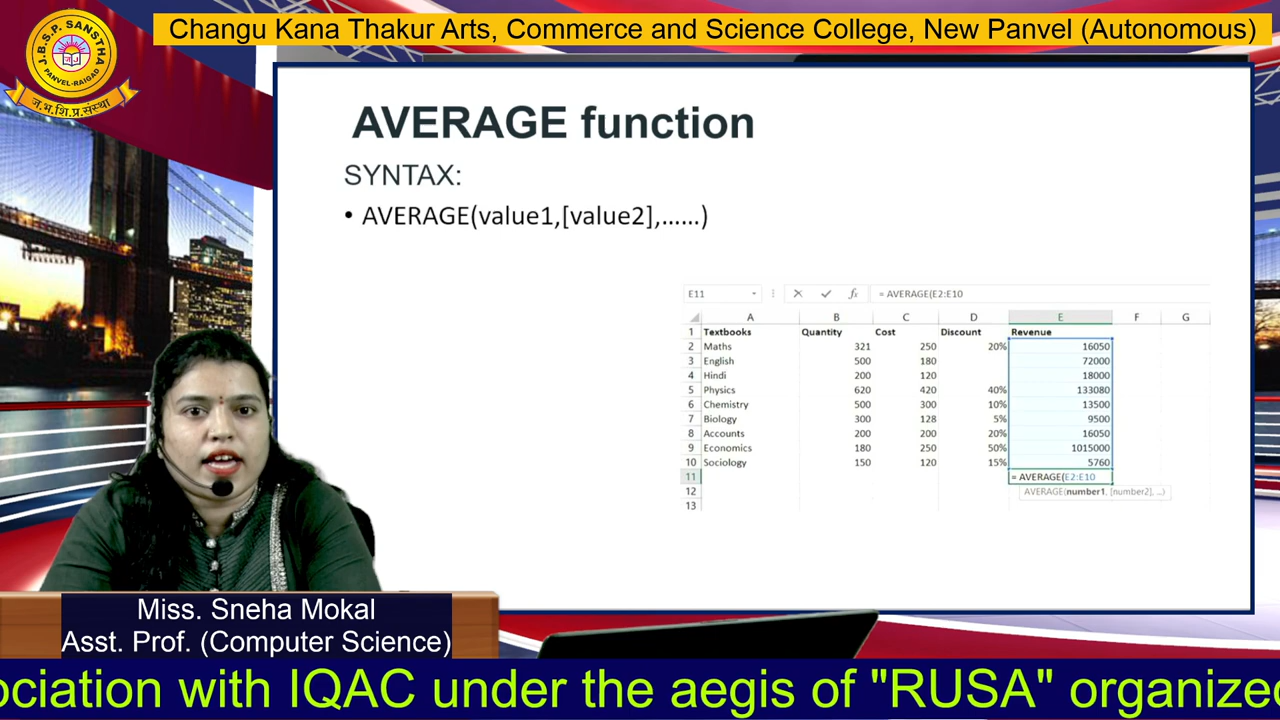 Changu Kana Thakur Arts, Commerce and Science College, New Panvel (Autonomous)
J.B.S.P. SANSTHA
PANVEL-RAIGAD
ज.भ.शि.प्र.संस्था
AVERAGE function
SYNTAX:
• AVERAGE(value1,[value2],......)
E11 fx = AVERAGE(E2:E10
A B C D E F G
1 Textbooks Quantity Cost Discount Revenue
2 Maths 321 250 20% 16050
3 English 500 180 72000
4 Hindi 200 120 18000
5 Physics 620 420 40% 133080
6 Chemistry 500 300 10% 13500
7 Biology 300 128 5% 9500
8 Accounts 200 200 20% 16050
9 Economics 180 250 50% 1015000
10 Sociology 150 120 15% 5760
11 = AVERAGE(E2:E10
12 AVERAGE(number1, [number2], ...)
13
Miss. Sneha Mokal
Asst. Prof. (Computer Science)
ociation with IQAC under the aegis of "RUSA" organized